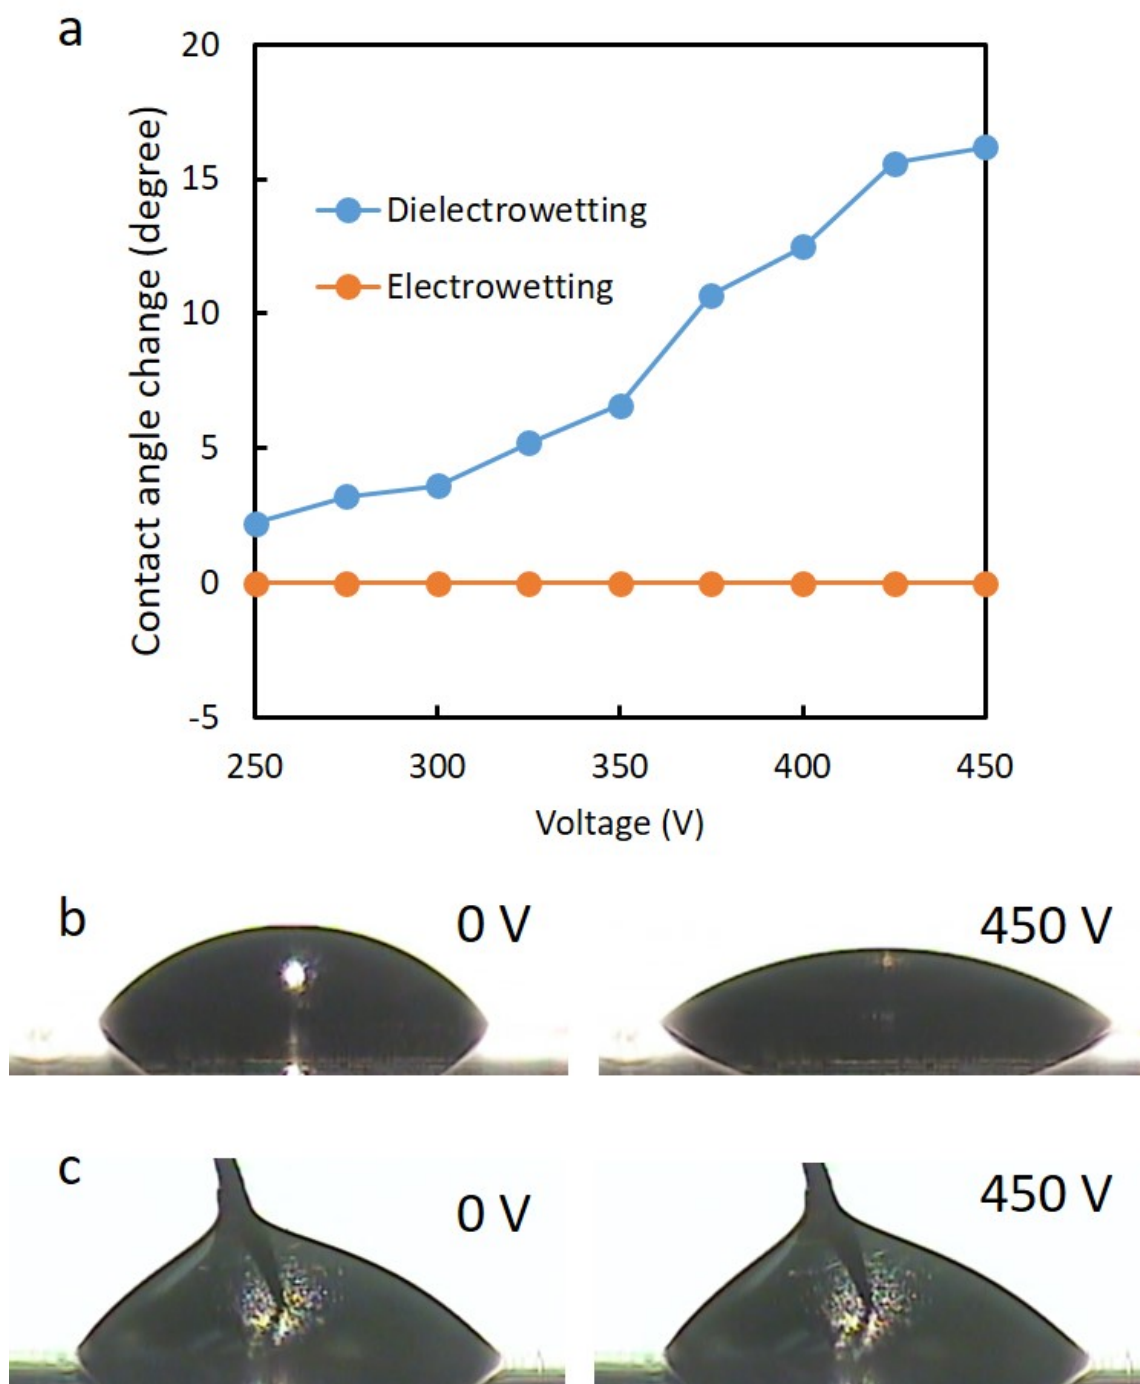 a
20
15
10
5
0
-5
Contact angle change (degree)
Dielectrowetting
Electrowetting
250 300 350 400 450
Voltage (V)
b
0 V
450 V
c
0 V
450 V